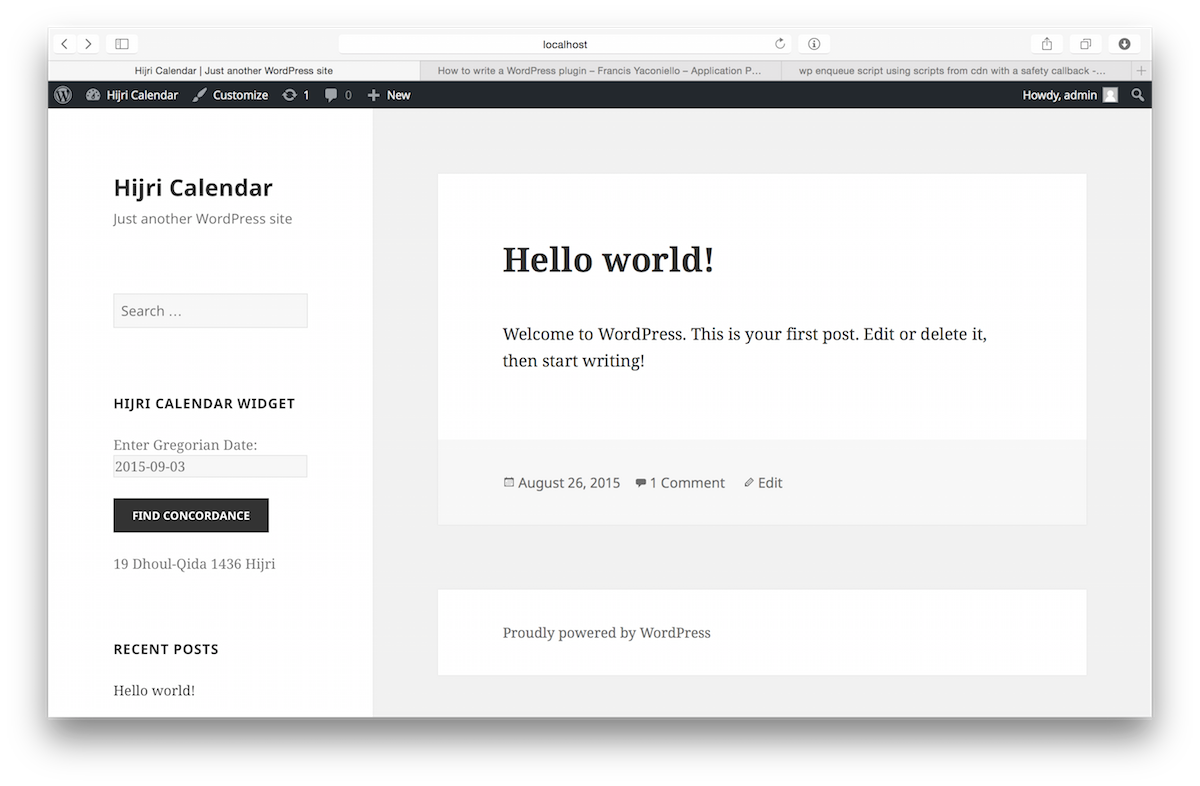 localhost
Hijri Calendar | Just another WordPress site
How to write a WordPress plugin – Francis Yaconiello – Application P...
wp enqueue script using scripts from cdn with a safety callback -...
Hijri Calendar
Customize
1
0
New
Howdy, admin
Hijri Calendar
Just another WordPress site
Search …
HIJRI CALENDAR WIDGET
Enter Gregorian Date:
2015-09-03
FIND CONCORDANCE
19 Dhoul-Qida 1436 Hijri
RECENT POSTS
Hello world!
Hello world!
Welcome to WordPress. This is your first post. Edit or delete it,
then start writing!
August 26, 2015 1 Comment Edit
Proudly powered by WordPress